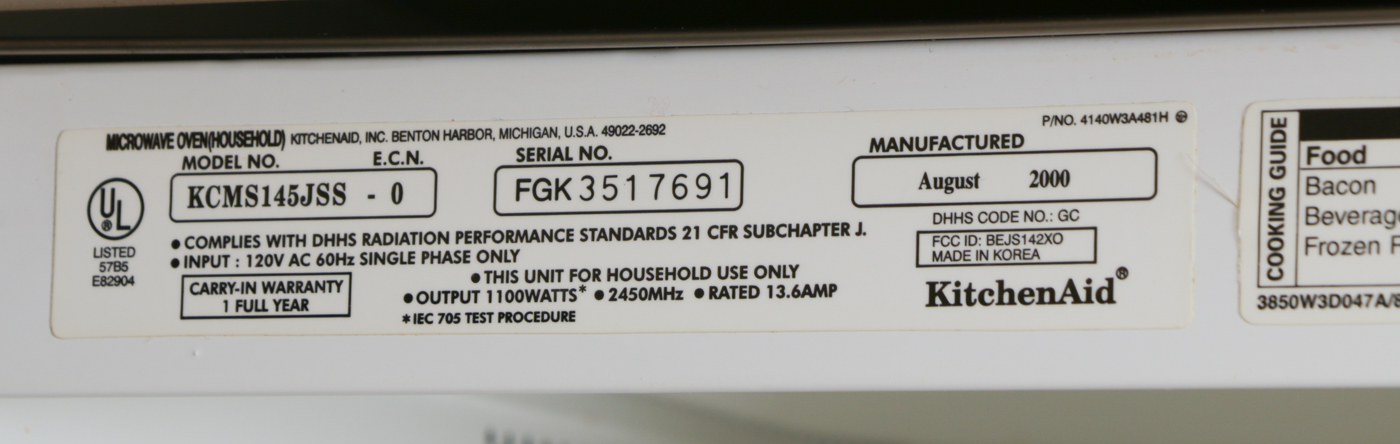 P/NO. 4140W3A481H
MICROWAVE OVEN(HOUSEHOLD) KITCHENAID, INC. BENTON HARBOR, MICHIGAN, U.S.A. 49022-2692
MODEL NO. E.C.N. SERIAL NO. MANUFACTURED
KCMS145JSS - 0 FGK3517691 August 2000
UL ®
LISTED
57B5
E82904
● COMPLIES WITH DHHS RADIATION PERFORMANCE STANDARDS 21 CFR SUBCHAPTER J.
● INPUT : 120V AC 60Hz SINGLE PHASE ONLY
● THIS UNIT FOR HOUSEHOLD USE ONLY
CARRY-IN WARRANTY
1 FULL YEAR
● OUTPUT 1100WATTS* ● 2450MHz ● RATED 13.6AMP
*IEC 705 TEST PROCEDURE
DHHS CODE NO.: GC
FCC ID: BEJS142XO
MADE IN KOREA
KitchenAid®
COOKING GUIDE
Food
Bacon
Beverag
Frozen F
3850W3D047A/